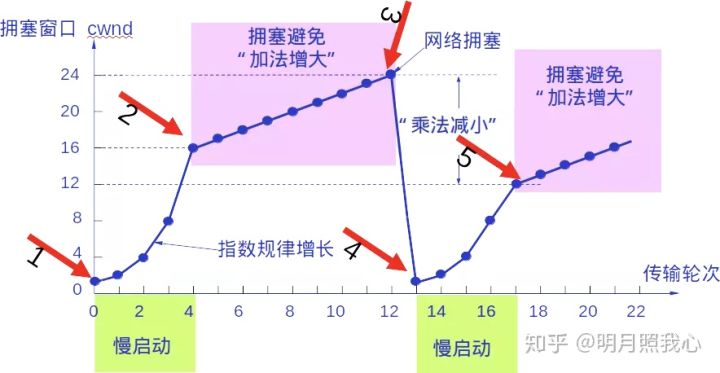 拥塞窗口 cwnd
拥塞避免
“加法增大”
3
网络拥塞
拥塞避免
“加法增大”
24
20
16
12
8
4
0
2
“乘法减小”
5
1
指数规律增长
4
传输轮次
0 2 4 6 8 10 12 14 16 18 20 22
慢启动
慢启动
知乎 @明月照我心